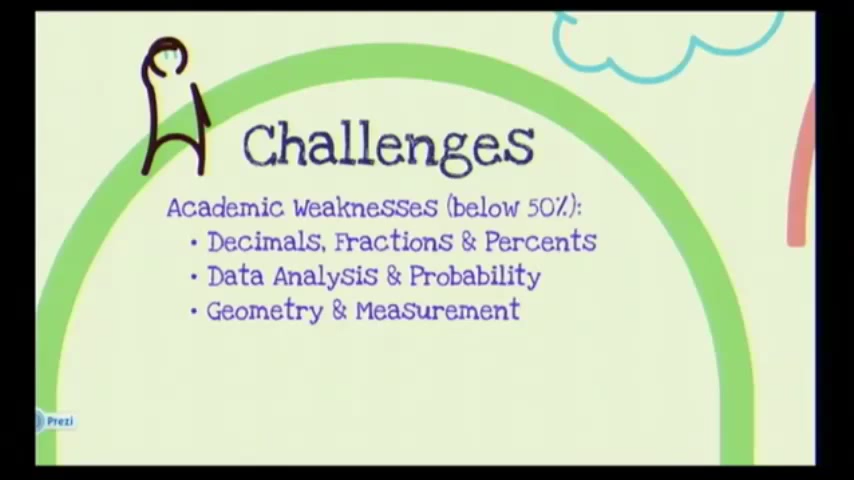 Challenges
Academic Weaknesses (below 50%):
• Decimals, Fractions & Percents
• Data Analysis & Probability
• Geometry & Measurement
Prezi